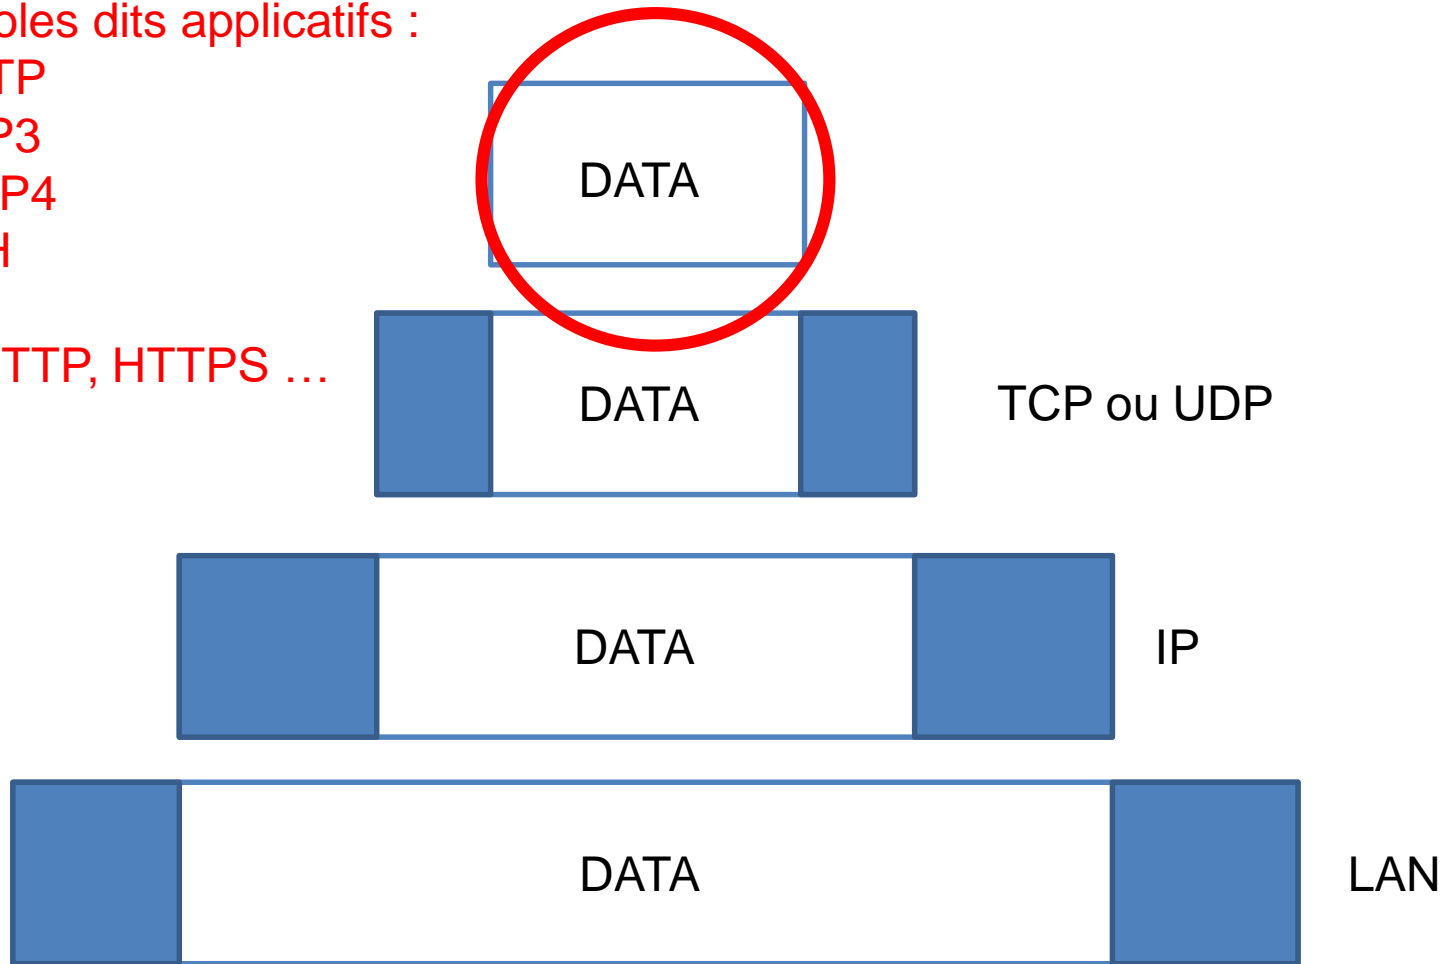 oles dits applicatifs :
TP
P3
P4
H
TTP, HTTPS …
DATA
DATA
TCP ou UDP
DATA
IP
DATA
LAN